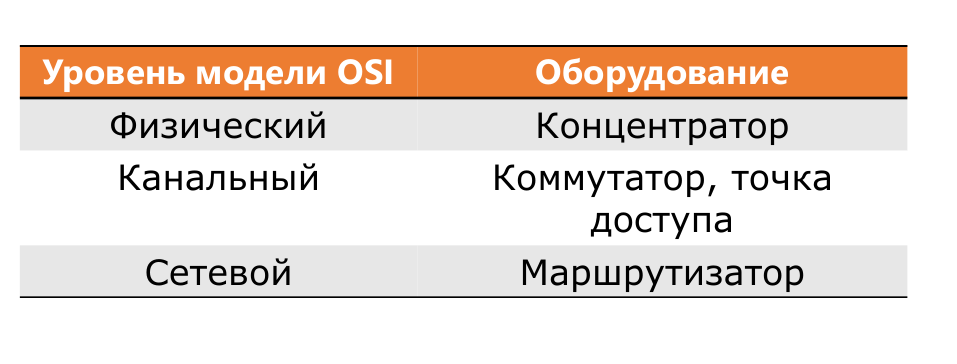 Уровень модели OSI Оборудование
Физический Концентратор
Канальный Коммутатор, точка
доступа
Сетевой Маршрутизатор